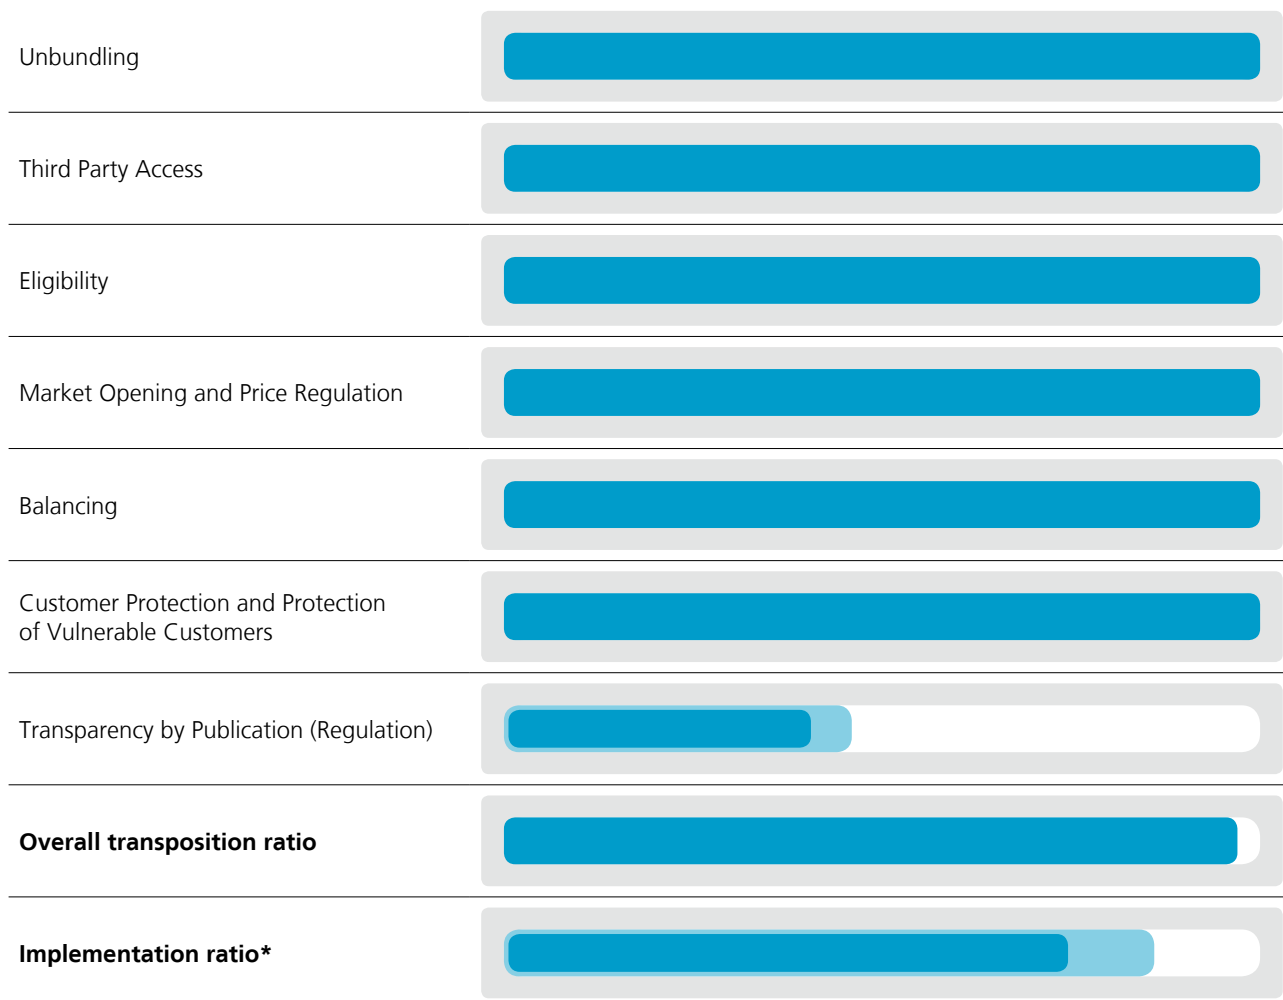 Unbundling
Third Party Access
Eligibility
Market Opening and Price Regulation
Balancing
Customer Protection and Protection
of Vulnerable Customers
Transparency by Publication (Regulation)
Overall transposition ratio
Implementation ratio*